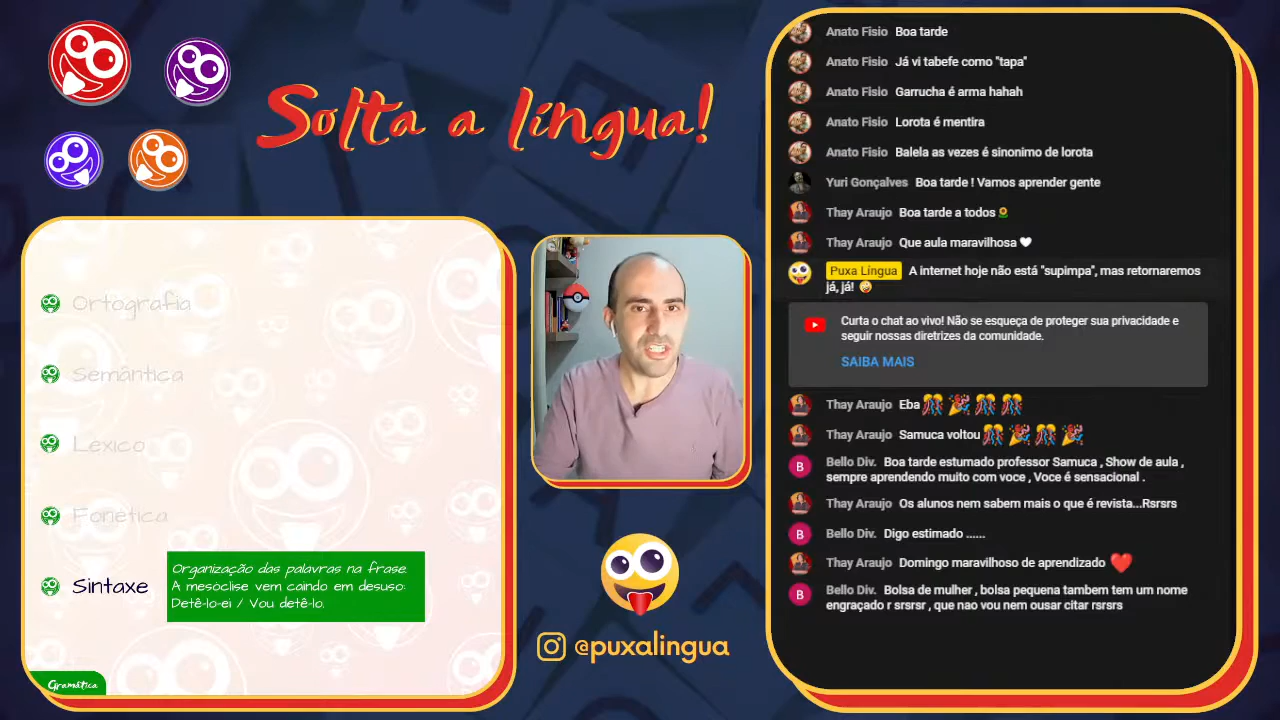 Solta a língua!
Ortografia
Semântica
Léxico
Fonética
Sintaxe
Organização das palavras na frase.
A mesóclise vem caindo em desuso:
Detê-lo-ei / Vou detê-lo.
Gramática
@puxalingua
Anato Fisio Boa tarde
Anato Fisio Já vi tabefe como "tapa"
Anato Fisio Garrucha é arma hahah
Anato Fisio Lorota é mentira
Anato Fisio Balela as vezes é sinonimo de lorota
Yuri Gonçalves Boa tarde ! Vamos aprender gente
Thay Araujo Boa tarde a todos🌻
Thay Araujo Que aula maravilhosa 🤍
Puxa Língua A internet hoje não está "supimpa", mas retornaremos
já, já! 🤪
Curta o chat ao vivo! Não se esqueça de proteger sua privacidade e
seguir nossas diretrizes da comunidade.
SAIBA MAIS
Thay Araujo Eba🎊🎉🎊🎊
Thay Araujo Samuca voltou🎊🎉🎊🎉
B Bello Div. Boa tarde estumado professor Samuca , Show de aula ,
sempre aprendendo muito com voce , Voce é sensacional .
Thay Araujo Os alunos nem sabem mais o que é revista...Rsrsrs
B Bello Div. Digo estimado ......
Thay Araujo Domingo maravilhoso de aprendizado ❤️
B Bello Div. Bolsa de mulher , bolsa pequena tambem tem um nome
engraçado r srsrsr , que nao vou nem ousar citar rsrsrs